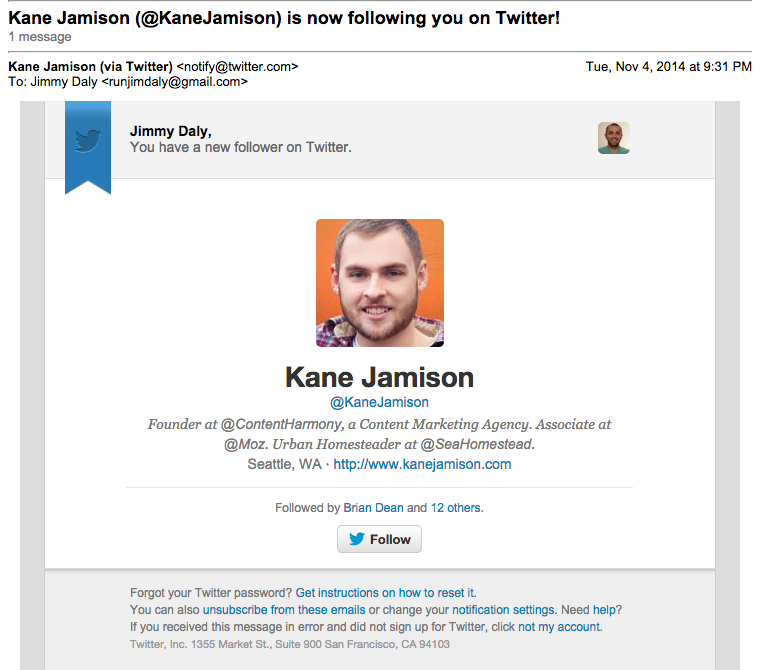 Kane Jamison (@KaneJamison) is now following you on Twitter!
1 message
Kane Jamison (via Twitter) <notify@twitter.com> Tue, Nov 4, 2014 at 9:31 PM
To: Jimmy Daly <runjimdaly@gmail.com>
Jimmy Daly,
You have a new follower on Twitter.
Kane Jamison
@KaneJamison
Founder at @ContentHarmony, a Content Marketing Agency. Associate at
@Moz. Urban Homesteader at @SeaHomestead.
Seattle, WA · http://www.kanejamison.com
Followed by Brian Dean and 12 others.
Follow
Forgot your Twitter password? Get instructions on how to reset it.
You can also unsubscribe from these emails or change your notification settings. Need help?
If you received this message in error and did not sign up for Twitter, click not my account.
Twitter, Inc. 1355 Market St., Suite 900 San Francisco, CA 94103